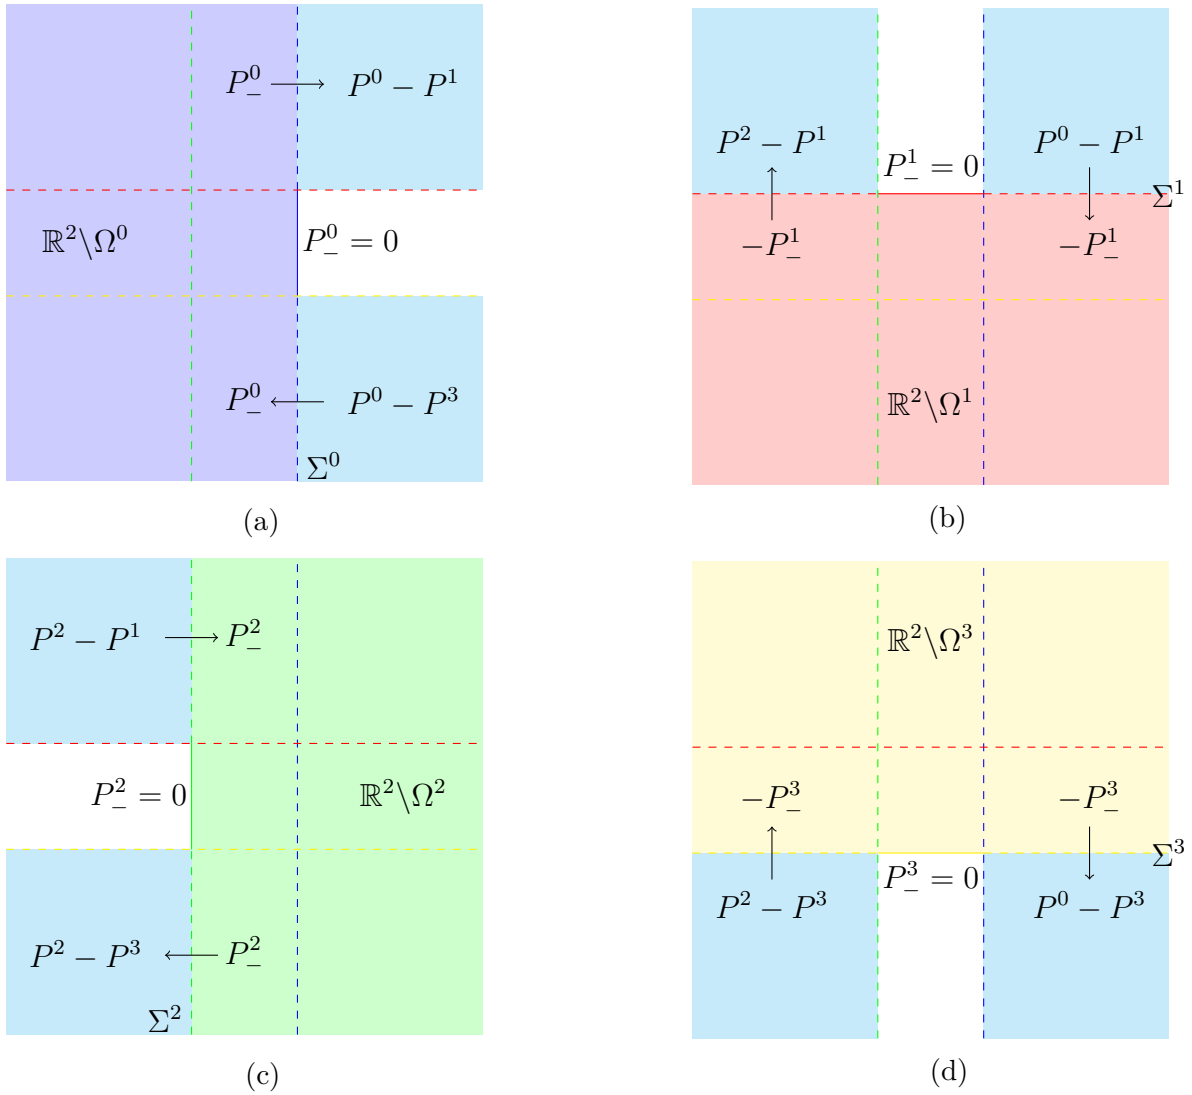 P^0_- P^0 − P^1
ℝ^2\Ω^0 P^0_- = 0
P^0_- P^0 − P^3
Σ^0
(a)
P^2 − P^1 P^1_- = 0 P^0 − P^1
Σ^1
−P^1_- −P^1_-
ℝ^2\Ω^1
(b)
P^2 − P^1 P^2_-
P^2_- = 0 ℝ^2\Ω^2
P^2 − P^3 P^2_-
Σ^2
(c)
ℝ^2\Ω^3
−P^3_- −P^3_-
Σ^3
P^2 − P^3 P^3_- = 0 P^0 − P^3
(d)